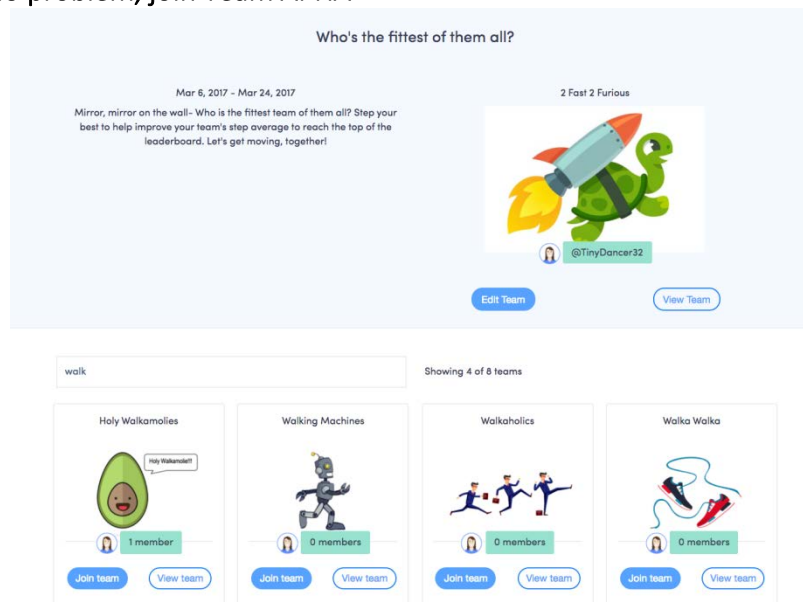 Who's the fittest of them all?
Mar 6, 2017 - Mar 24, 2017
Mirror, mirror on the wall- Who is the fittest team of them all? Step your
best to help improve your team's step average to reach the top of the
leaderboard. Let's get moving, together!
2 Fast 2 Furious
@TinyDancer32
Edit Team
View Team
walk
Showing 4 of 8 teams
Holy Walkamolies
Holy Walkamole!!!
1 member
Join team
View team
Walking Machines
0 members
Join team
View team
Walkaholics
0 members
Join team
View team
Walka Walka
0 members
Join team
View team